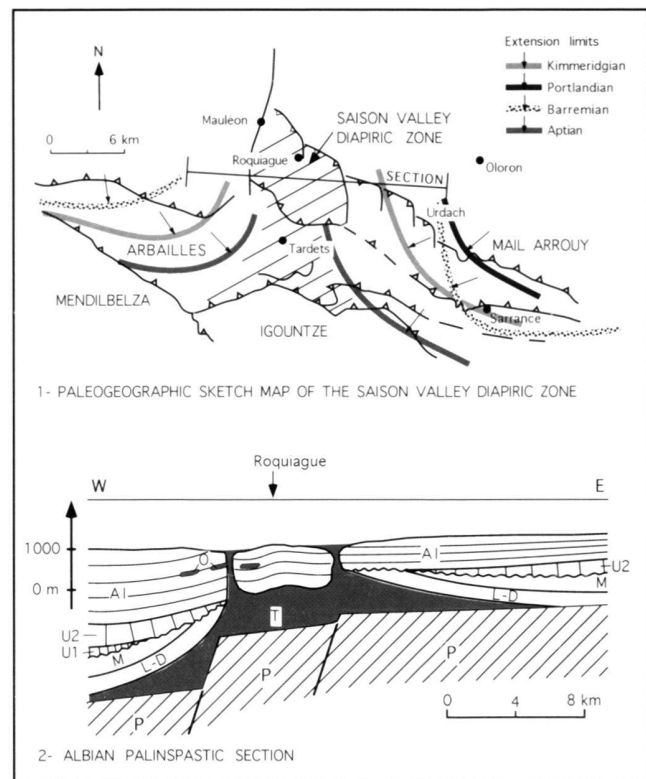 N
0 6 km
Extension limits
Kimmeridgian
Portlandian
Barremian
Aptian
Mauléon
SAISON VALLEY
DIAPIRIC ZONE
Roquiague
SECTION
Oloron
Urdach
ARBAILLES
Tardets
MAIL ARROUY
MENDILBELZA
IGOUNTZE
Sarrance
1- PALEOGEOGRAPHIC SKETCH MAP OF THE SAISON VALLEY DIAPIRIC ZONE
Roquiague
W E
1000
0 m
O
Al
Al
U2
M
U2
U1
M
L-D
L-D
T
P
P
P
0 4 8 km
2- ALBIAN PALINSPASTIC SECTION